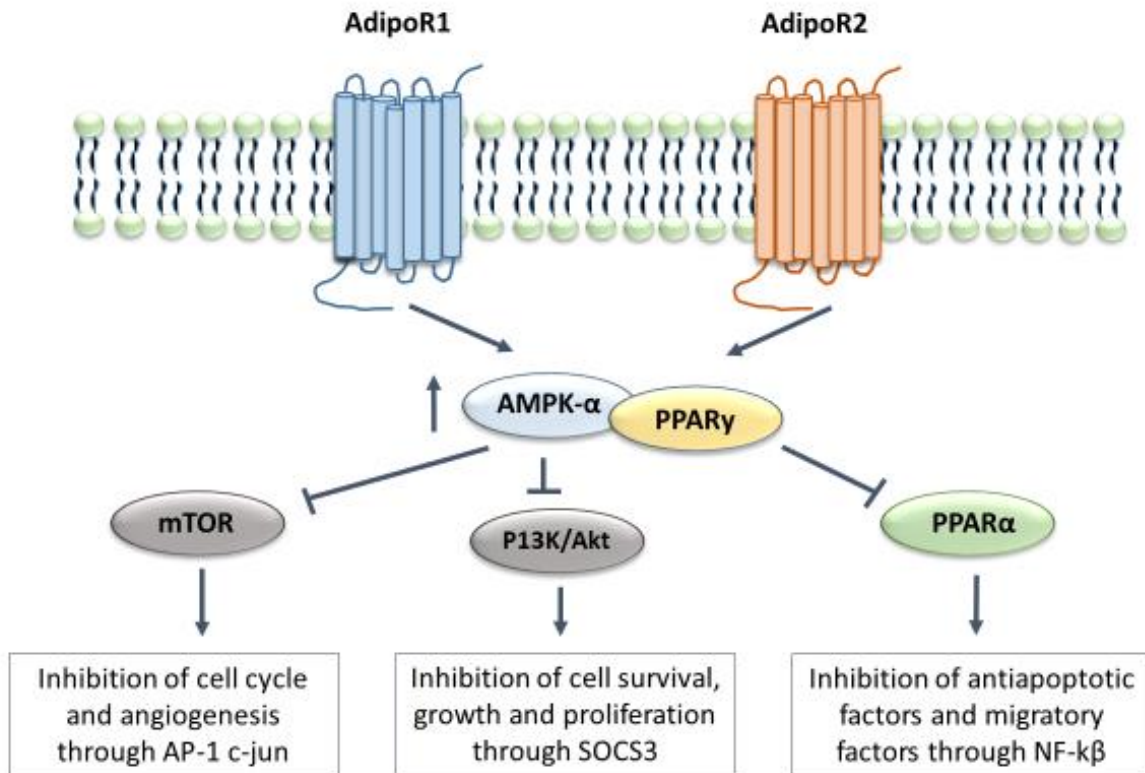 AdipoR1
AdipoR2
AMPK-α
PPARγ
mTOR
P13K/Akt
PPARα
Inhibition of cell cycle
and angiogenesis
through AP-1 c-jun
Inhibition of cell survival,
growth and proliferation
through SOCS3
Inhibition of antiapoptotic
factors and migratory
factors through NF-kβ